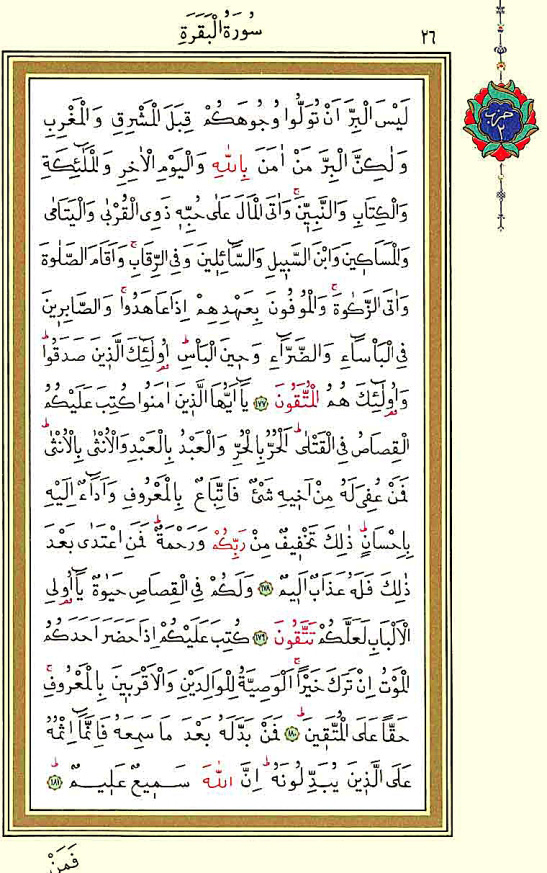 سُورَةُ الْبَقَرَةِ
٢٦
حزب
٢
لَيْسَ الْبِرَّ اَنْ تُوَلُّوا وُجُوهَكُمْ قِبَلَ الْمَشْرِقِ وَالْمَغْرِبِ
وَلٰكِنَّ الْبِرَّ مَنْ اٰمَنَ بِاللّٰهِ وَالْيَوْمِ الْاٰخِرِ وَالْمَلٰٓئِكَةِ
وَالْكِتَابِ وَالنَّبِيّٖنَۚ وَاٰتَى الْمَالَ عَلٰى حُبِّهٖ ذَوِي الْقُرْبٰى وَالْيَتَامٰى
وَالْمَسَاكٖينَ وَابْنَ السَّبٖيلِ وَالسَّٓائِلٖينَ وَفِي الرِّقَابِۚ وَاَقَامَ الصَّلٰوةَ
وَاٰتَى الزَّكٰوةَۚ وَالْمُوفُونَ بِعَهْدِهِمْ اِذَا عَاهَدُواۚ وَالصَّابِرٖينَ
فِي الْبَأْسَٓاءِ وَالضَّرَّٓاءِ وَحٖينَ الْبَأْسِۜ اُو۬لٰٓئِكَ الَّذٖينَ صَدَقُواۜ
وَاُو۬لٰٓئِكَ هُمُ الْمُتَّقُونَ ﴿١٧٧﴾ يَٓا اَيُّهَا الَّذٖينَ اٰمَنُوا كُتِبَ عَلَيْكُمُ
الْقِصَاصُ فِي الْقَتْلٰىۜ اَلْحُرُّ بِالْحُرِّ وَالْعَبْدُ بِالْعَبْدِ وَالْاُنْثٰى بِالْاُنْثٰىۜ
فَمَنْ عُفِيَ لَهُ مِنْ اَخٖيهِ شَيْءٌ فَاتِّبَاعٌ بِالْمَعْرُوفِ وَاَدَٓاءٌ اِلَيْهِ
بِاِحْسَانٍۜ ذٰلِكَ تَخْفٖيفٌ مِنْ رَبِّكُمْ وَرَحْمَةٌۜ فَمَنِ اعْتَدٰى بَعْدَ
ذٰلِكَ فَلَهُ عَذَابٌ اَلٖيمٌ ﴿١٧٨﴾ وَلَكُمْ فِي الْقِصَاصِ حَيٰوةٌ يَٓا اُو۬لِي
الْاَلْبَابِ لَعَلَّكُمْ تَتَّقُونَ ﴿١٧٩﴾ كُتِبَ عَلَيْكُمْ اِذَا حَضَرَ اَحَدَكُمُ
الْمَوْتُ اِنْ تَرَكَ خَيْرًاۚ اَلْوَصِيَّةُ لِلْوَالِدَيْنِ وَالْاَقْرَبٖينَ بِالْمَعْرُوفِۚ
حَقًّا عَلَى الْمُتَّقٖينَۜ ﴿١٨٠﴾ فَمَنْ بَدَّلَهُ بَعْدَ مَا سَمِعَهُ فَاِنَّمَٓا اِثْمُهُ
عَلَى الَّذٖينَ يُبَدِّلُونَهُۜ اِنَّ اللّٰهَ سَمٖيعٌ عَلٖيمٌۜ ﴿١٨١﴾
فَمَنْ